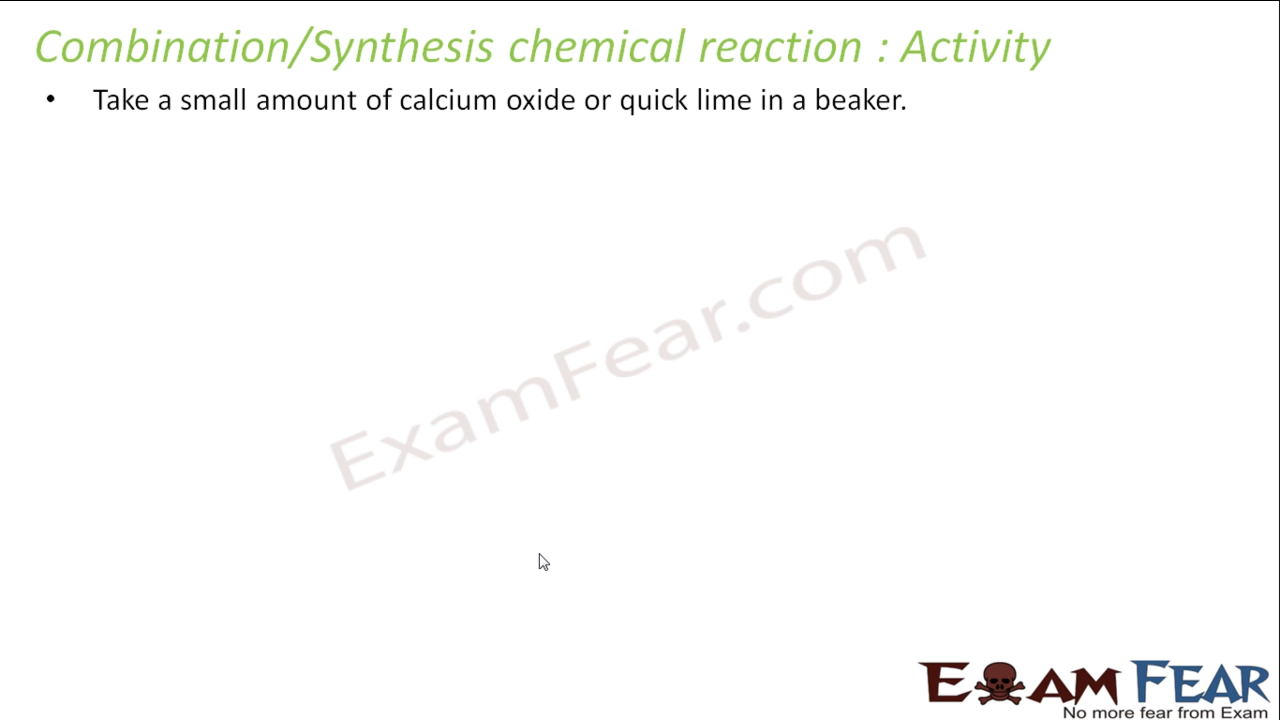 Combination/Synthesis chemical reaction : Activity
• Take a small amount of calcium oxide or quick lime in a beaker.
ExamFear.com
EXAM FEAR
No more fear from Exam